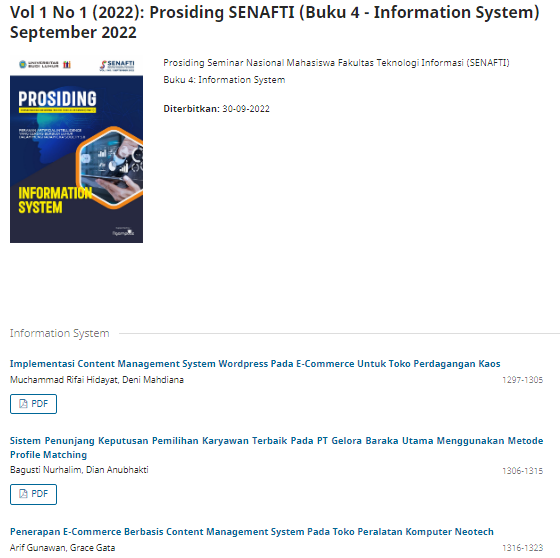 Vol 1 No 1 (2022): Prosiding SENAFTI (Buku 4 - Information System)
September 2022
UNIVERSITAS
BUDI LUHUR
SENAFTI
PROSIDING
INFORMATION
SYSTEM
Prosiding Seminar Nasional Mahasiswa Fakultas Teknologi Informasi (SENAFTI)
Buku 4: Information System
Diterbitkan: 30-09-2022
Information System
Implementasi Content Management System Wordpress Pada E-Commerce Untuk Toko Perdagangan Kaos
Muchammad Rifai Hidayat, Deni Mahdiana
1297-1305
PDF
Sistem Penunjang Keputusan Pemilihan Karyawan Terbaik Pada PT Gelora Baraka Utama Menggunakan Metode
Profile Matching
Bagusti Nurhalim, Dian Anubhakti
1306-1315
PDF
Penerapan E-Commerce Berbasis Content Management System Pada Toko Peralatan Komputer Neotech
Arif Gunawan, Grace Gata
1316-1323